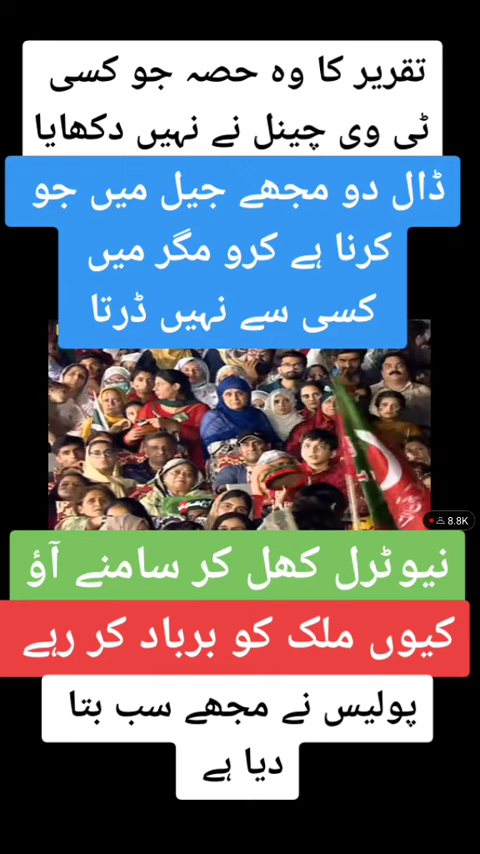 تقریر کا وہ حصہ جو کسی
ٹی وی چینل نے نہیں دکھایا
ڈال دو مجھے جیل میں جو
کرنا ہے کرو مگر میں
کسی سے نہیں ڈرتا
8.8K
نیوٹرل کھل کر سامنے آؤ
کیوں ملک کو برباد کر رہے
پولیس نے مجھے سب بتا
دیا ہے